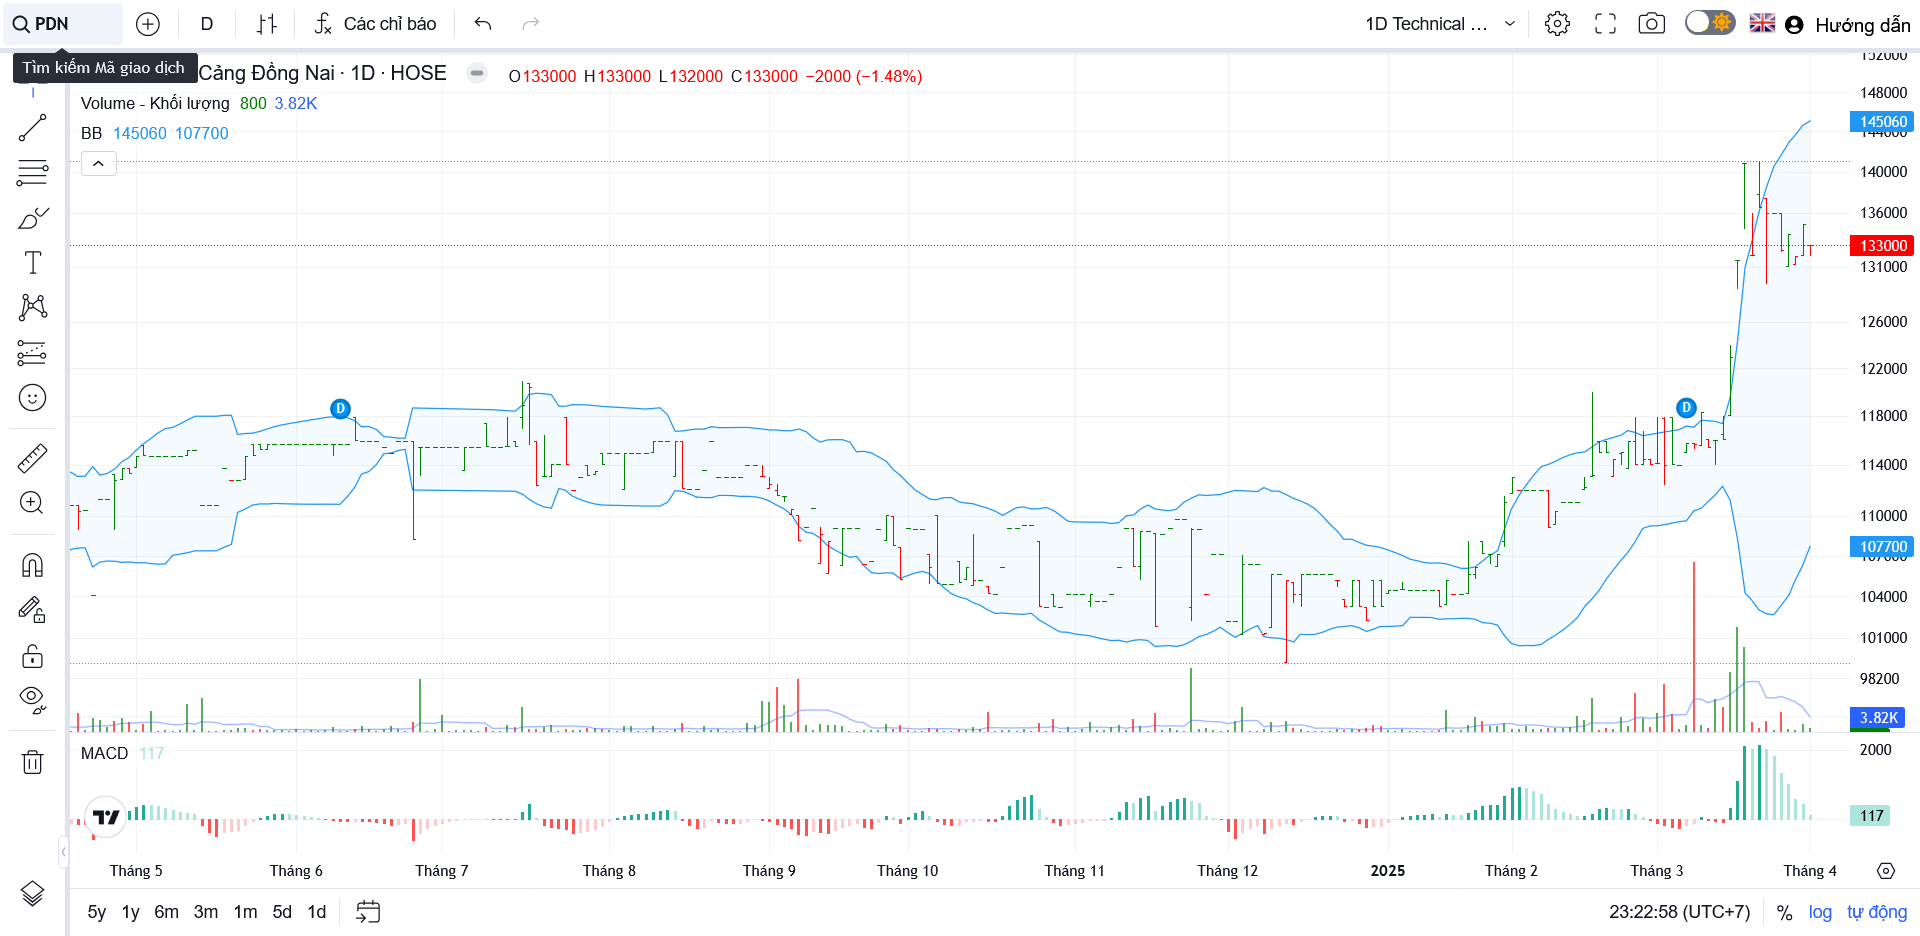 PDN
D
Các chỉ báo
1D Technical ...
Hướng dẫn
Tìm kiếm Mã giao dịch
Cảng Đồng Nai · 1D · HOSE
O133000 H133000 L132000 C133000 −2000 (−1.48%)
Volume - Khối lượng 800 3.82K
BB 145060 107700
152000
148000
145060
144000
140000
136000
133000
131000
126000
122000
118000
114000
110000
107700
107000
104000
101000
98200
3.82K
D
D
MACD 117
2000
117
Tháng 5 Tháng 6 Tháng 7 Tháng 8 Tháng 9 Tháng 10 Tháng 11 Tháng 12 2025 Tháng 2 Tháng 3 Tháng 4
5y 1y 6m 3m 1m 5d 1d
23:22:58 (UTC+7) % log tự động